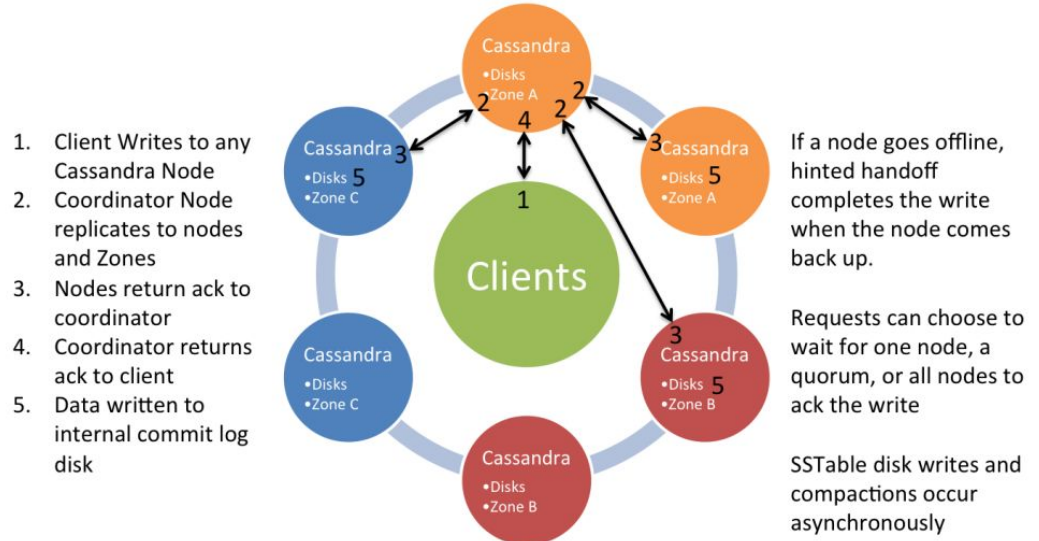 1. Client Writes to any
Cassandra Node
2. Coordinator Node
replicates to nodes
and Zones
3. Nodes return ack to
coordinator
4. Coordinator returns
ack to client
5. Data written to
internal commit log
disk
Cassandra
•Disks
•Zone A
2
4
2
2
Cassandra
3
•Disks 5
•Zone C
3
Cassandra
•Disks 5
•Zone A
1
Clients
Cassandra
•Disks
•Zone C
3
Cassandra
•Disks 5
•Zone B
Cassandra
•Disks
•Zone B
If a node goes offline,
hinted handoff
completes the write
when the node comes
back up.
Requests can choose to
wait for one node, a
quorum, or all nodes to
ack the write
SSTable disk writes and
compactions occur
asynchronously